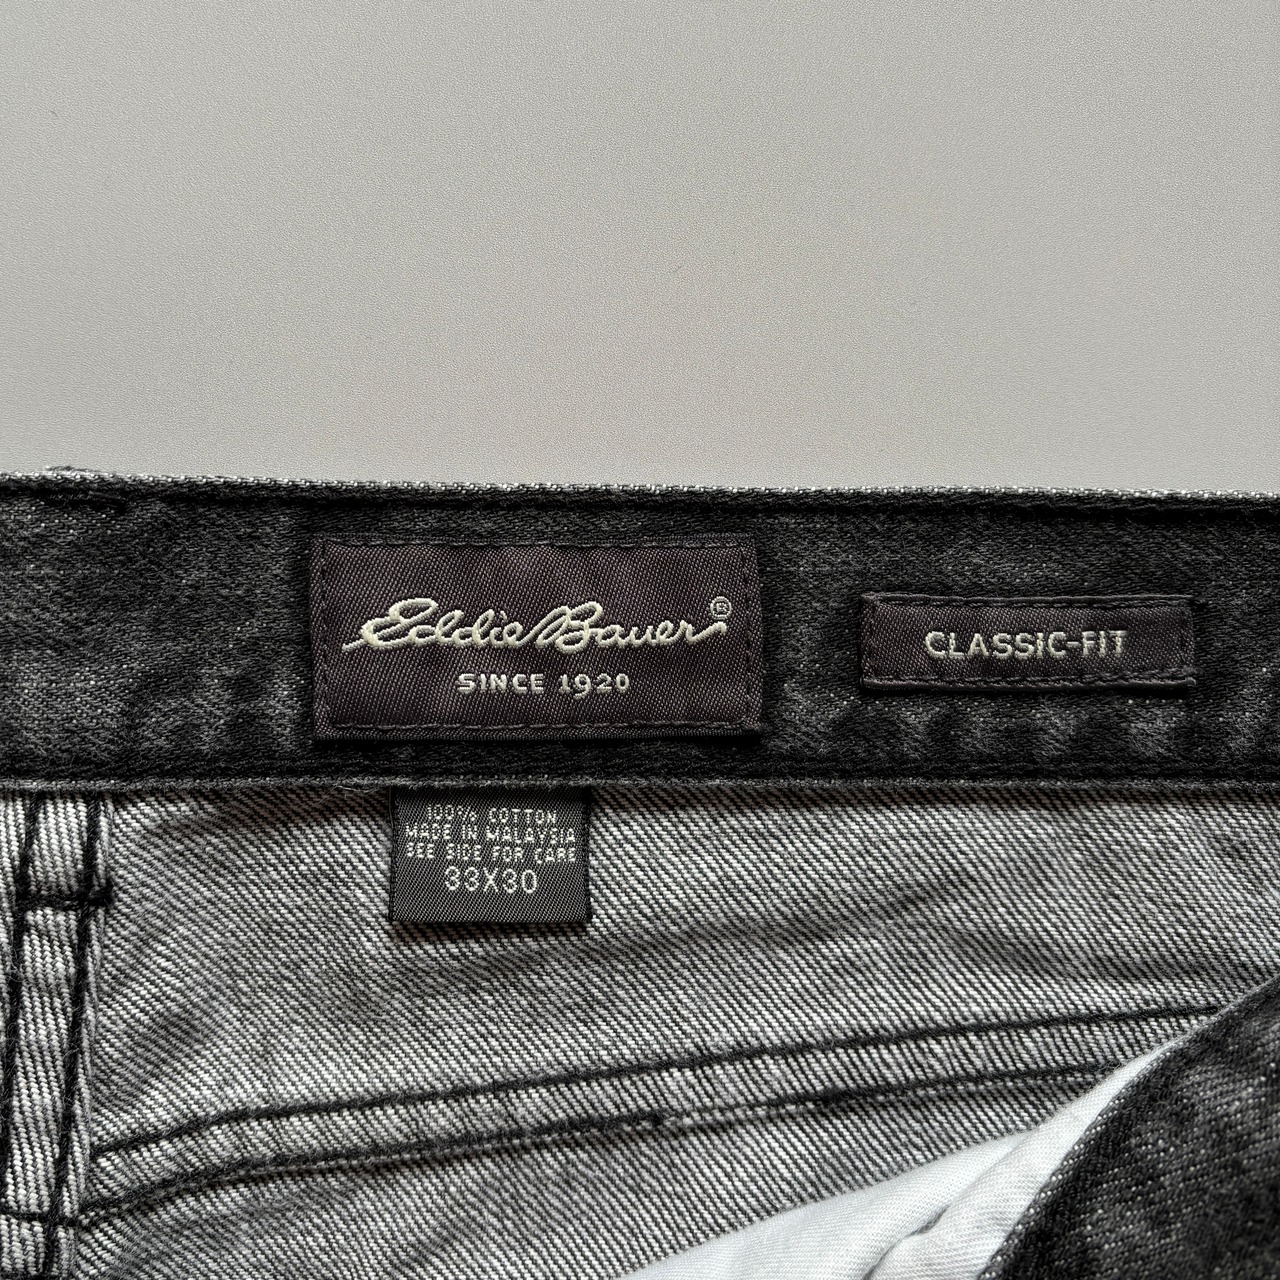 Eddie Bauer®
SINCE 1920
CLASSIC-FIT
100% COTTON
MADE IN MALAYSIA
SEE SIDE FOR CARE
33X30